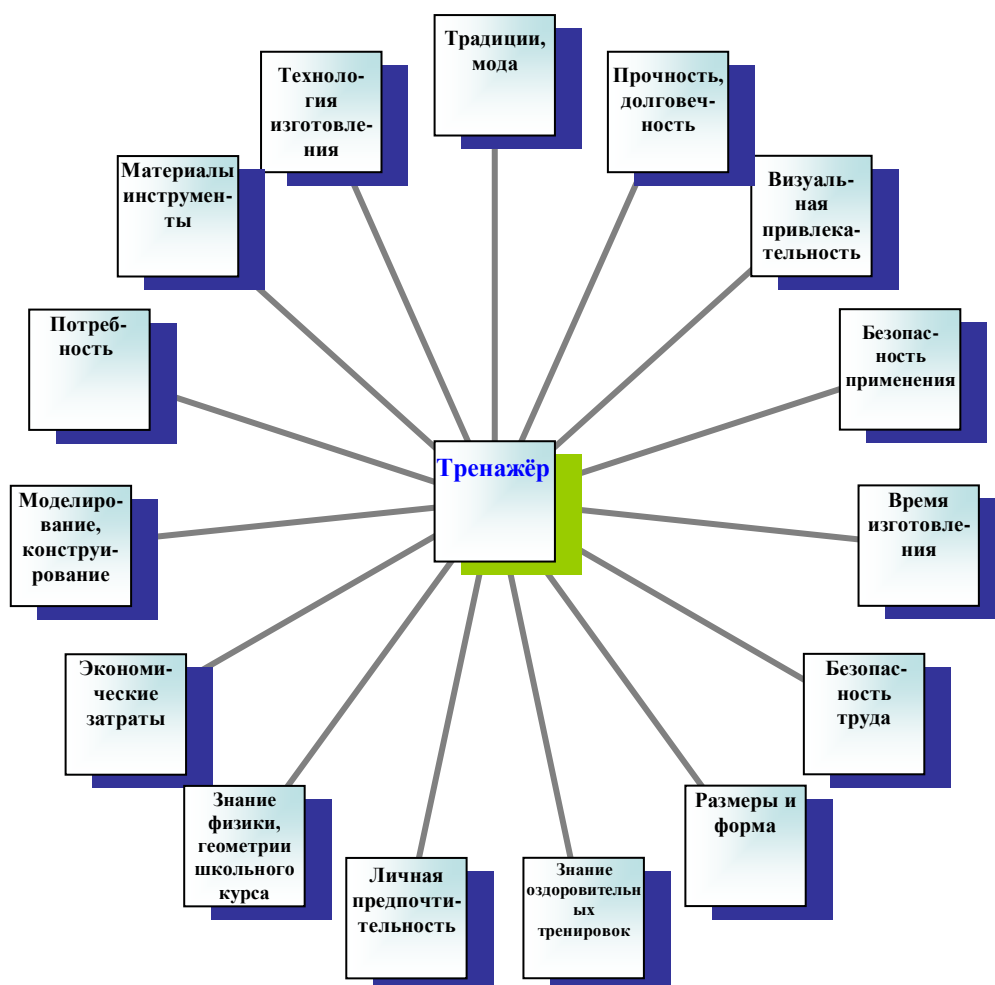 Традиции,
мода
Прочность,
долговеч-
ность
Визуаль-
ная
привлека-
тельность
Безопас-
ность
применения
Время
изготовле-
ния
Безопас-
ность
труда
Размеры и
форма
Знание
оздоровительн
ых
тренировок
Личная
предпочти-
тельность
Знание
физики,
геометрии
школьного
курса
Экономи-
ческие
затраты
Моделиро-
вание,
конструи-
рование
Потреб-
ность
Материалы
инструмен-
ты
Техноло-
гия
изготовле-
ния
Тренажёр